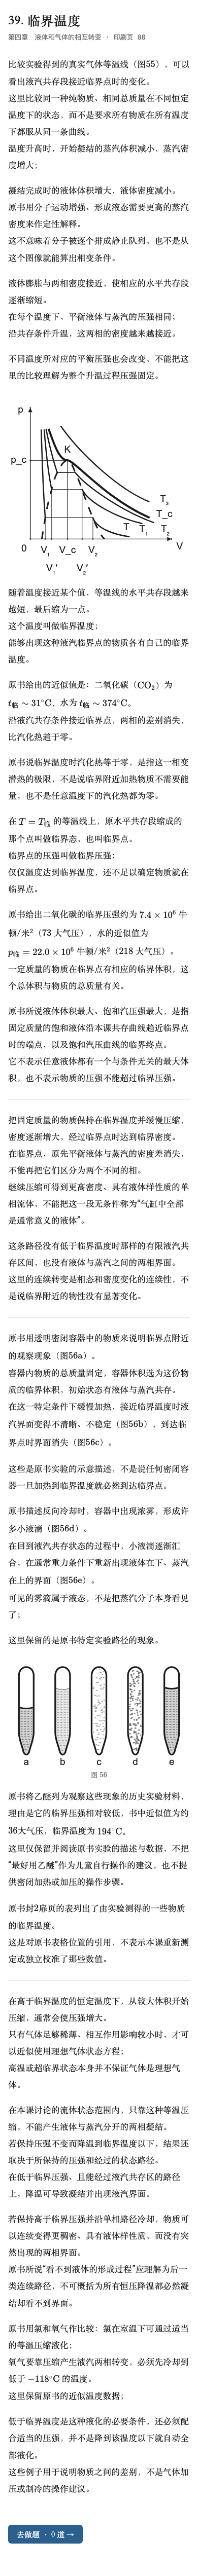 39. 临界温度
第四章 液体和气体的相互转变 · 印刷页 88
比较实验得到的真实气体等温线（图55），可以
看出液汽共存段接近临界点时的变化。
这里比较同一种纯物质、相同总质量在不同恒定
温度下的状态，而不是要求所有物质在所有温度
下都服从同一条曲线。
温度升高时，开始凝结的蒸汽体积减小，蒸汽密
度增大；
凝结完成时的液体体积增大，液体密度减小。
原书用分子运动增强、形成液态需要更高的蒸汽
密度来作定性解释。
这不意味着分子被逐个排成静止队列，也不是从
这个图像就能算出相变条件。
液体膨胀与两相密度接近，使相应的水平共存段
逐渐缩短。
在每个温度下，平衡液体与蒸汽的压强相同；
沿共存条件升温，这两相的密度越来越接近。
不同温度所对应的平衡压强也会改变，不能把这
里的比较理解为整个升温过程压强固定。
p
K
p_c
T₃
T_c
T T₁ T₂
0 V₁ V_c V₂ V
V₁′ V₂′
随着温度接近某个值，等温线的水平共存段越来
越短，最后缩为一点。
这个温度叫做临界温度；
能够出现这种液汽临界点的物质各有自己的临界
温度。
原书给出的近似值是：二氧化碳（CO₂）为
t临 ~ 31°C，水为 t临 ~ 374°C。
沿液汽共存条件接近临界点，两相的差别消失，
比汽化热趋于零。
原书说临界温度时汽化热等于零，是指这一相变
潜热的极限，不是说临界附近加热物质不需要能
量，也不是任意温度下的汽化热都为零。
在 T = T临 的等温线上，原水平共存段缩成的
那个点叫做临界态，也叫临界点。
临界点的压强叫做临界压强；
仅仅温度达到临界温度，还不足以确定物质就在
临界点。
原书给出二氧化碳的临界压强约为 7.4 × 10⁶ 牛
顿/米²（73 大气压），水的近似值为
p临 = 22.0 × 10⁶ 牛顿/米²（218 大气压）。
一定质量的物质在临界点有相应的临界体积，这
个总体积与物质的总质量有关。
原书所说液体体积最大、饱和汽压强最大，是指
固定质量的饱和液体沿本课共存曲线趋近临界点
时的端点，以及饱和汽压曲线的临界终点。
它不表示任意液体都有一个与条件无关的最大体
积，也不表示物质的压强不能超过临界压强。
把固定质量的物质保持在临界温度并缓慢压缩，
密度逐渐增大，经过临界点时达到临界密度。
在临界点，原先平衡液体与蒸汽的密度差消失，
不能再把它们区分为两个不同的相。
继续压缩可得到更高密度、具有液体样性质的单
相流体，不能把这一段无条件称为“气缸中全部
是通常意义的液体”。
这条路径没有低于临界温度时那样的有限液汽共
存区间，也没有液体与蒸汽之间的两相界面。
这里的连续转变是相态和密度变化的连续性，不
是说临界附近的物性没有显著变化。
原书用透明密闭容器中的物质来说明临界点附近
的观察现象（图56a）。
容器内物质的总质量固定，容器体积选为这份物
质的临界体积，初始状态有液体与蒸汽共存。
在这一特定条件下缓慢加热，接近临界温度时液
汽界面变得不清晰、不稳定（图56b），到达临
界点时界面消失（图56c）。
这些是原书实验的示意描述，不是说任何密闭容
器一旦加热到临界温度就必然到达临界点。
原书描述反向冷却时，容器中出现浓雾，形成许
多小液滴（图56d）。
在回到液汽共存状态的过程中，小液滴逐渐汇
合，在通常重力条件下重新出现液体在下、蒸汽
在上的界面（图56e）。
可见的雾滴属于液态，不是把蒸汽分子本身看见
了；
这里保留的是原书特定实验路径的现象。
a b c d e
图 56
原书将乙醚列为观察这些现象的历史实验材料，
理由是它的临界压强相对较低，书中近似值为约
36大气压，临界温度为 194°C。
这里仅保留并阅读原书实验的描述与数据，不把
“最好用乙醚”作为儿童自行操作的建议，也不提
供密闭加热或加压的操作步骤。
原书封2扉页的表列出了由实验测得的一些物质
的临界温度。
这是对原书表格位置的引用，不表示本课重新测
定或独立校准了那些数值。
在高于临界温度的恒定温度下，从较大体积开始
压缩，通常会使压强增大。
只有气体足够稀薄、相互作用影响较小时，才可
以近似使用理想气体状态方程；
高温或超临界状态本身并不保证气体是理想气
体。
在本课讨论的流体状态范围内，只靠这种等温压
缩，不能产生液体与蒸汽分开的两相凝结。
若保持压强不变而降温到临界温度以下，结果还
取决于所保持的压强和经过的状态路径。
在低于临界压强、且能经过液汽共存区的路径
上，降温可导致凝结并出现液汽界面。
若保持高于临界压强并沿单相路径冷却，物质可
以连续变得更稠密、具有液体样性质，而没有突
然出现的两相界面。
原书所说“看不到液体的形成过程”应理解为后一
类连续路径，不可概括为所有恒压降温都必然凝
结却看不到界面。
原书用氯和氧气作比较：氯在室温下可通过适当
的等温压缩液化；
氧气要靠压缩产生液汽两相转变，必须先冷却到
低于 −118°C 的温度。
这里保留原书的近似温度数据；
低于临界温度是这种液化的必要条件，还必须配
合适当的压强，并不是降到该温度以下就自动全
部液化。
这些例子用于说明物质之间的差别，不是气体加
压或制冷的操作建议。
去做题 · 0 道 →